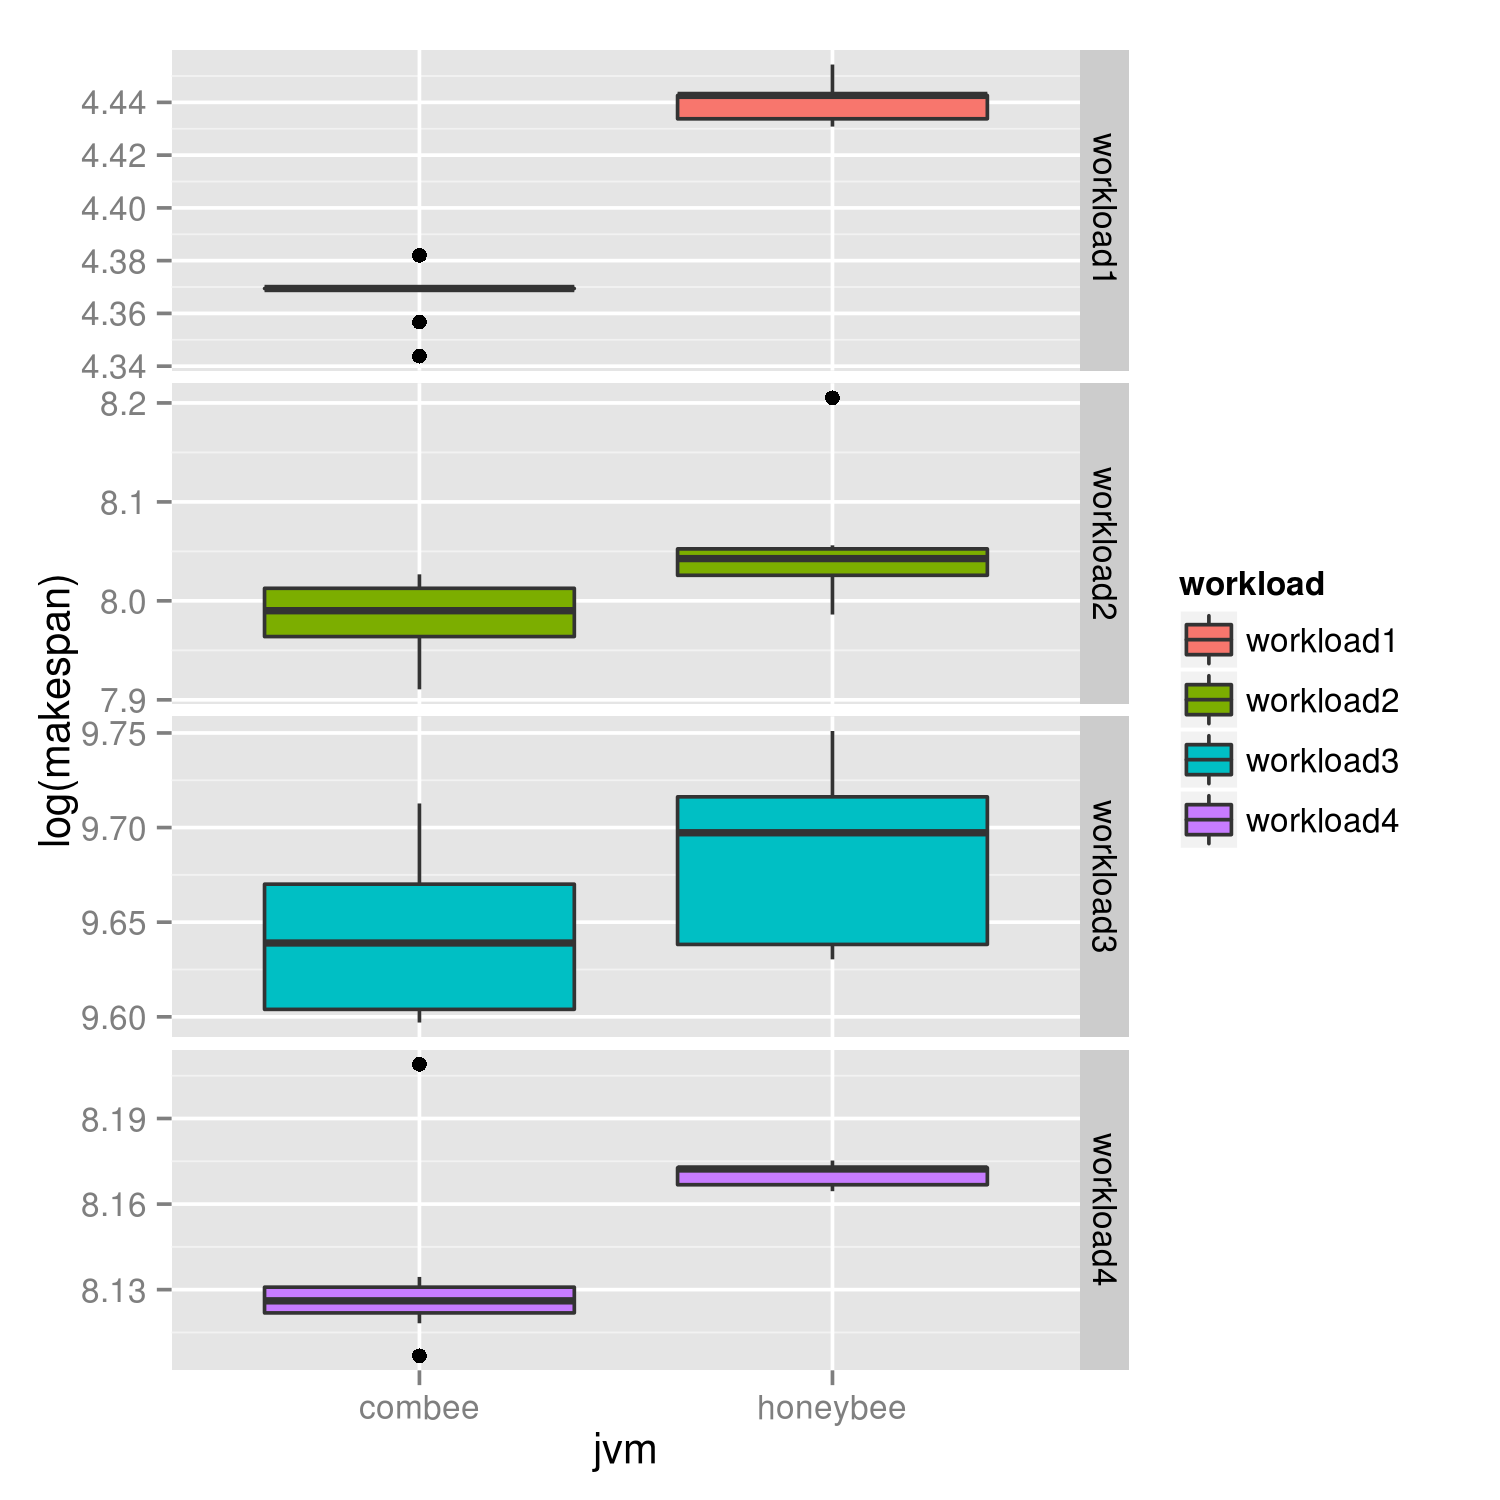 4.44
4.42
4.40
4.38
4.36
4.34
workload1
8.2
8.1
8.0
7.9
workload2
9.75
9.70
9.65
9.60
workload3
8.19
8.16
8.13
workload4
log(makespan)
combee honeybee
jvm
workload
workload1
workload2
workload3
workload4